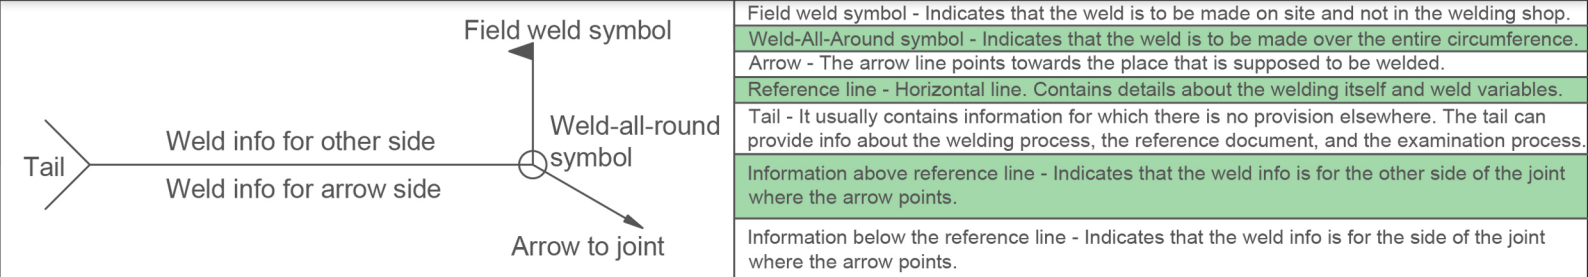 Field weld symbol
Weld-all-round
symbol
Weld info for other side
Tail
Weld info for arrow side
Arrow to joint
Field weld symbol - Indicates that the weld is to be made on site and not in the welding shop.
Weld-All-Around symbol - Indicates that the weld is to be made over the entire circumference.
Arrow - The arrow line points towards the place that is supposed to be welded.
Reference line - Horizontal line. Contains details about the welding itself and weld variables.
Tail - It usually contains information for which there is no provision elsewhere. The tail can
provide info about the welding process, the reference document, and the examination process.
Information above reference line - Indicates that the weld info is for the other side of the joint
where the arrow points.
Information below the reference line - Indicates that the weld info is for the side of the joint
where the arrow points.